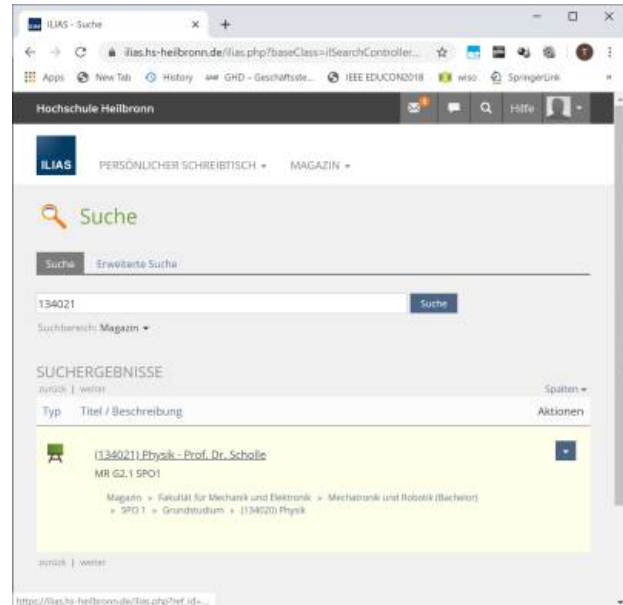 ILIAS - Suche
ilias.hs-heilbronn.de/ilias.php?baseClass=ilSearchController...
Apps New Tab History GHD - Geschäftsste... IEEE EDUCON2018 wiso Springer Link
Hochschule Heilbronn
1
Hilfe
ILIAS PERSÖNLICHER SCHREIBTISCH MAGAZIN
Suche
Suche Erweiterte Suche
134021 Suche
Suchbereich: Magazin
SUCHERGEBNISSE
zurück | weiter Spalten
Typ Titel / Beschreibung Aktionen
(134021) Physik - Prof. Dr. Scholle
MR G2.1 SPO1
Magazin » Fakultät für Mechanik und Elektronik » Mechatronik und Robotik (Bachelor)
» SPO 1 » Grundstudium » (134020) Physik
zurück | weiter
https://ilias.hs-heilbronn.de/ilias.php?ref_id=...